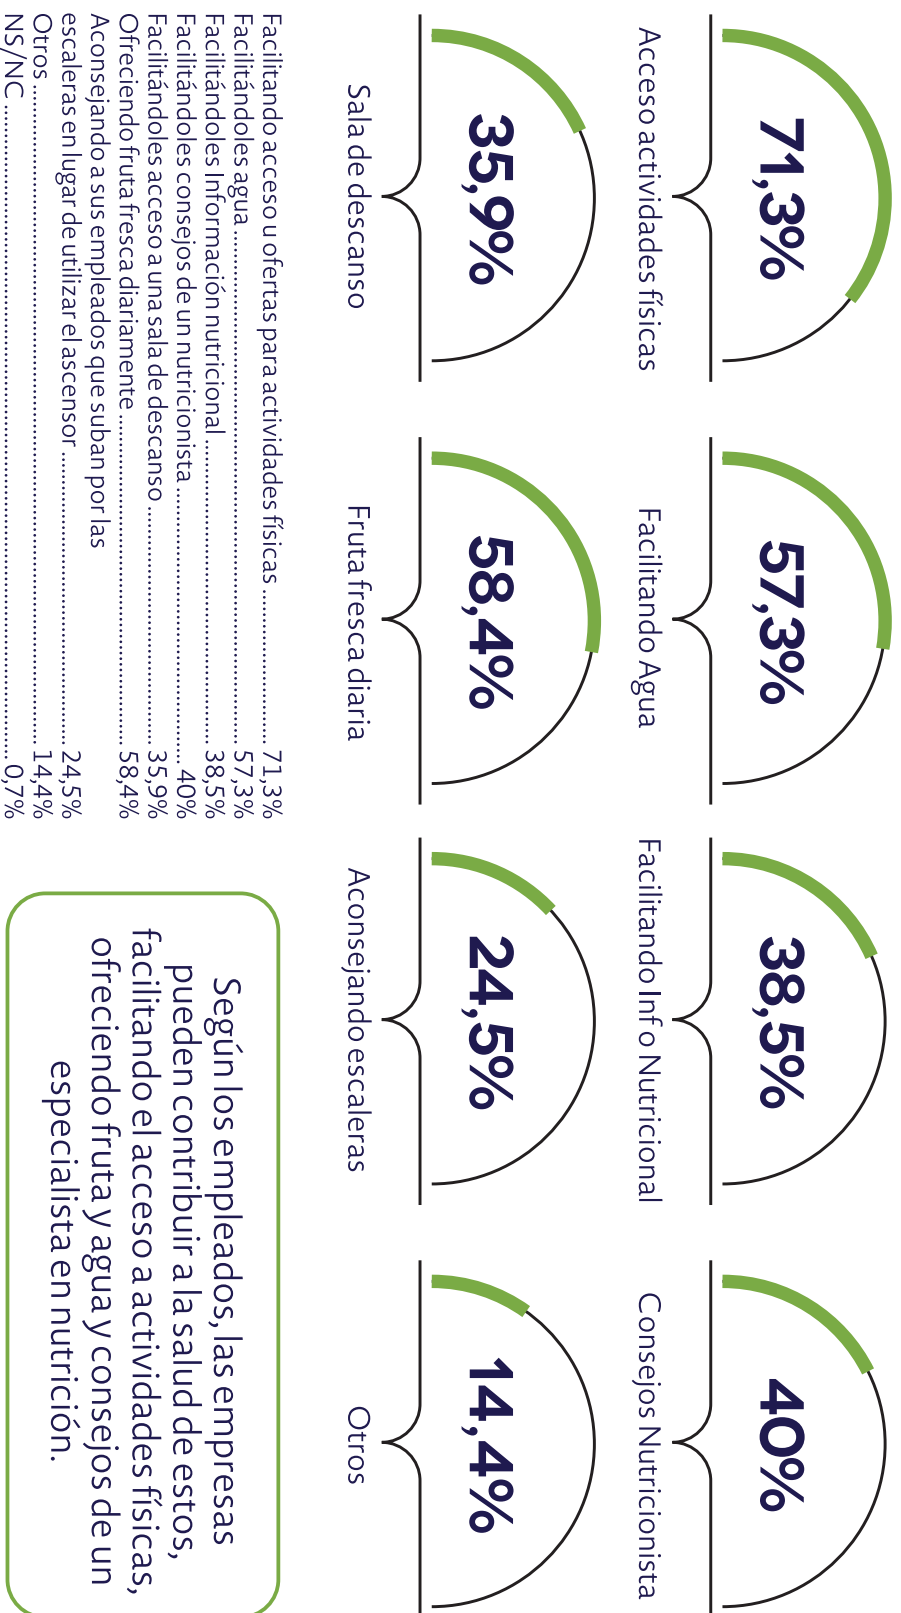 71,3%
Acceso actividades físicas
57,3%
Facilitando Agua
38,5%
Facilitando Info Nutricional
40%
Consejos Nutricionista
35,9%
Sala de descanso
58,4%
Fruta fresca diaria
24,5%
Aconsejando escaleras
14,4%
Otros
Facilitando acceso u ofertas para actividades físicas ........................ 71,3%
Facilitándoles agua ........................ 57,3%
Facilitándoles Información nutricional ........................ 38,5%
Facilitándoles consejos de un nutricionista ........................ 40%
Facilitándoles acceso a una sala de descanso ........................ 35,9%
Ofreciendo fruta fresca diariamente ........................ 58,4%
Aconsejando a sus empleados que suban por las
escaleras en lugar de utilizar el ascensor ........................ 24,5%
Otros ........................ 14,4%
NS/NC ........................ 0,7%
Según los empleados, las empresas
pueden contribuir a la salud de estos,
facilitando el acceso a actividades físicas,
ofreciendo fruta y agua y consejos de un
especialista en nutrición.